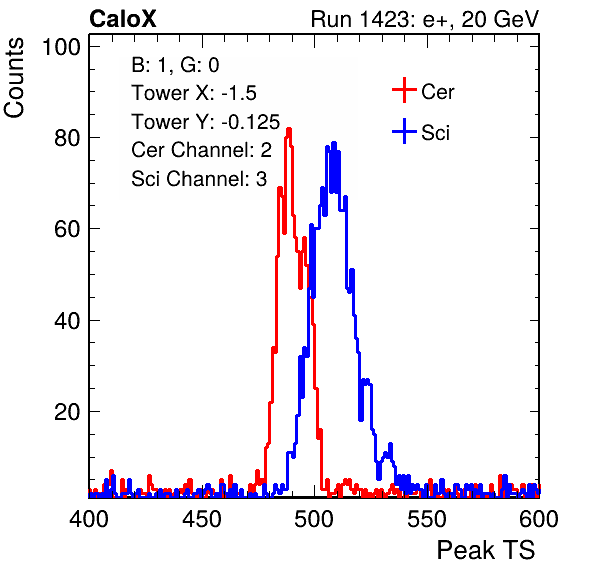 CaloX Run 1423: e+, 20 GeV
Counts
B: 1, G: 0
Tower X: -1.5
Tower Y: -0.125
Cer Channel: 2
Sci Channel: 3
Cer
Sci
100
80
60
40
20
400 450 500 550 600
Peak TS